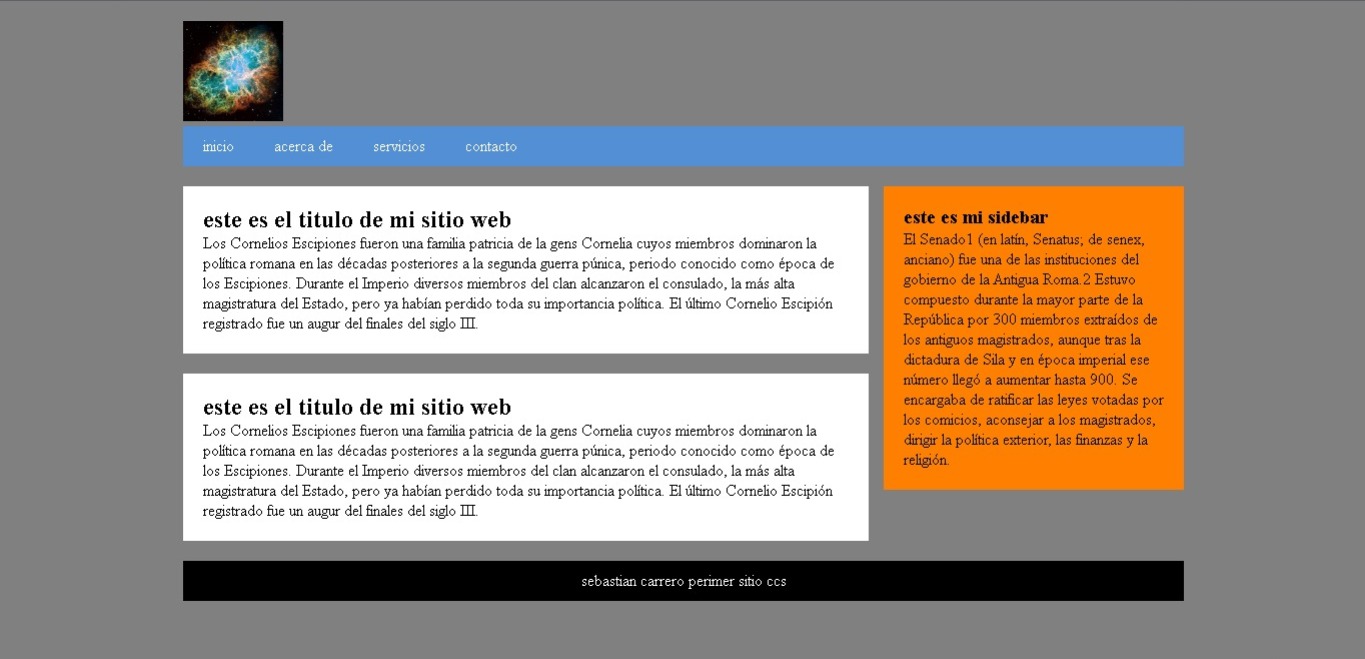 inicio acerca de servicios contacto
este es el titulo de mi sitio web
Los Cornelios Escipiones fueron una familia patricia de la gens Cornelia cuyos miembros dominaron la
política romana en las décadas posteriores a la segunda guerra púnica, periodo conocido como época de
los Escipiones. Durante el Imperio diversos miembros del clan alcanzaron el consulado, la más alta
magistratura del Estado, pero ya habían perdido toda su importancia política. El último Cornelio Escipión
registrado fue un augur del finales del siglo III.
este es el titulo de mi sitio web
Los Cornelios Escipiones fueron una familia patricia de la gens Cornelia cuyos miembros dominaron la
política romana en las décadas posteriores a la segunda guerra púnica, periodo conocido como época de
los Escipiones. Durante el Imperio diversos miembros del clan alcanzaron el consulado, la más alta
magistratura del Estado, pero ya habían perdido toda su importancia política. El último Cornelio Escipión
registrado fue un augur del finales del siglo III.
este es mi sidebar
El Senado1 (en latín, Senatus; de senex,
anciano) fue una de las instituciones del
gobierno de la Antigua Roma.2 Estuvo
compuesto durante la mayor parte de la
República por 300 miembros extraídos de
los antiguos magistrados, aunque tras la
dictadura de Sila y en época imperial ese
número llegó a aumentar hasta 900. Se
encargaba de ratificar las leyes votadas por
los comicios, aconsejar a los magistrados,
dirigir la política exterior, las finanzas y la
religión.
sebastian carrero perimer sitio ccs